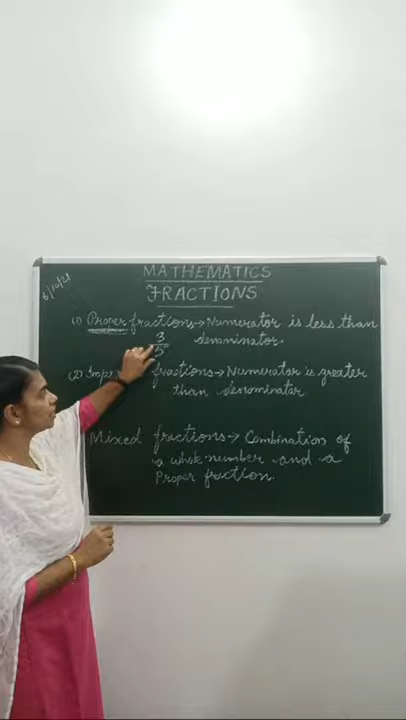 MATHEMATICS
6/10/21
FRACTIONS
(1) Proper fractions→Numerator is less than
denominator.
3
5
(2) fractions→Numerator is greater
than denominator
Mixed fractions→ Combination of
a whole number and a
Proper fraction.